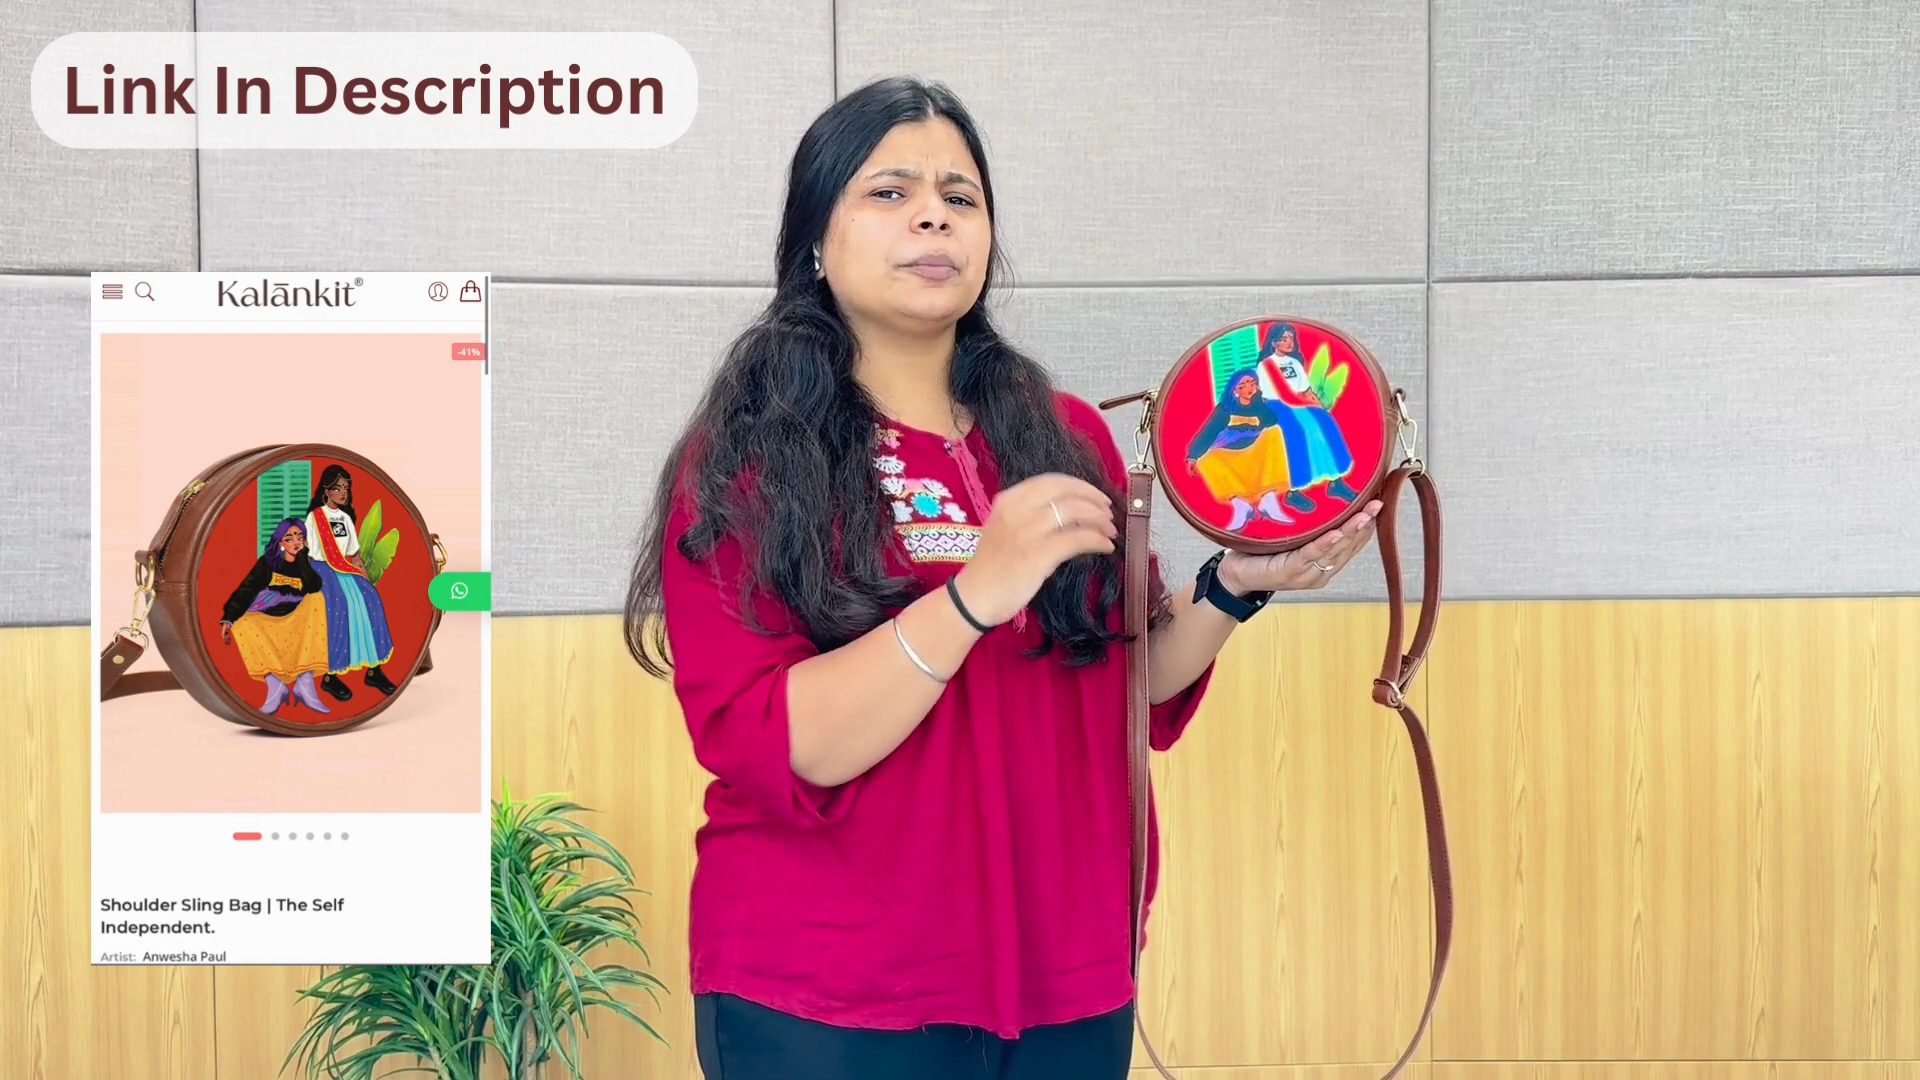 Link In Description
Kalānkit®
-41%
Shoulder Sling Bag | The Self
Independent.
Artist: Anwesha Paul